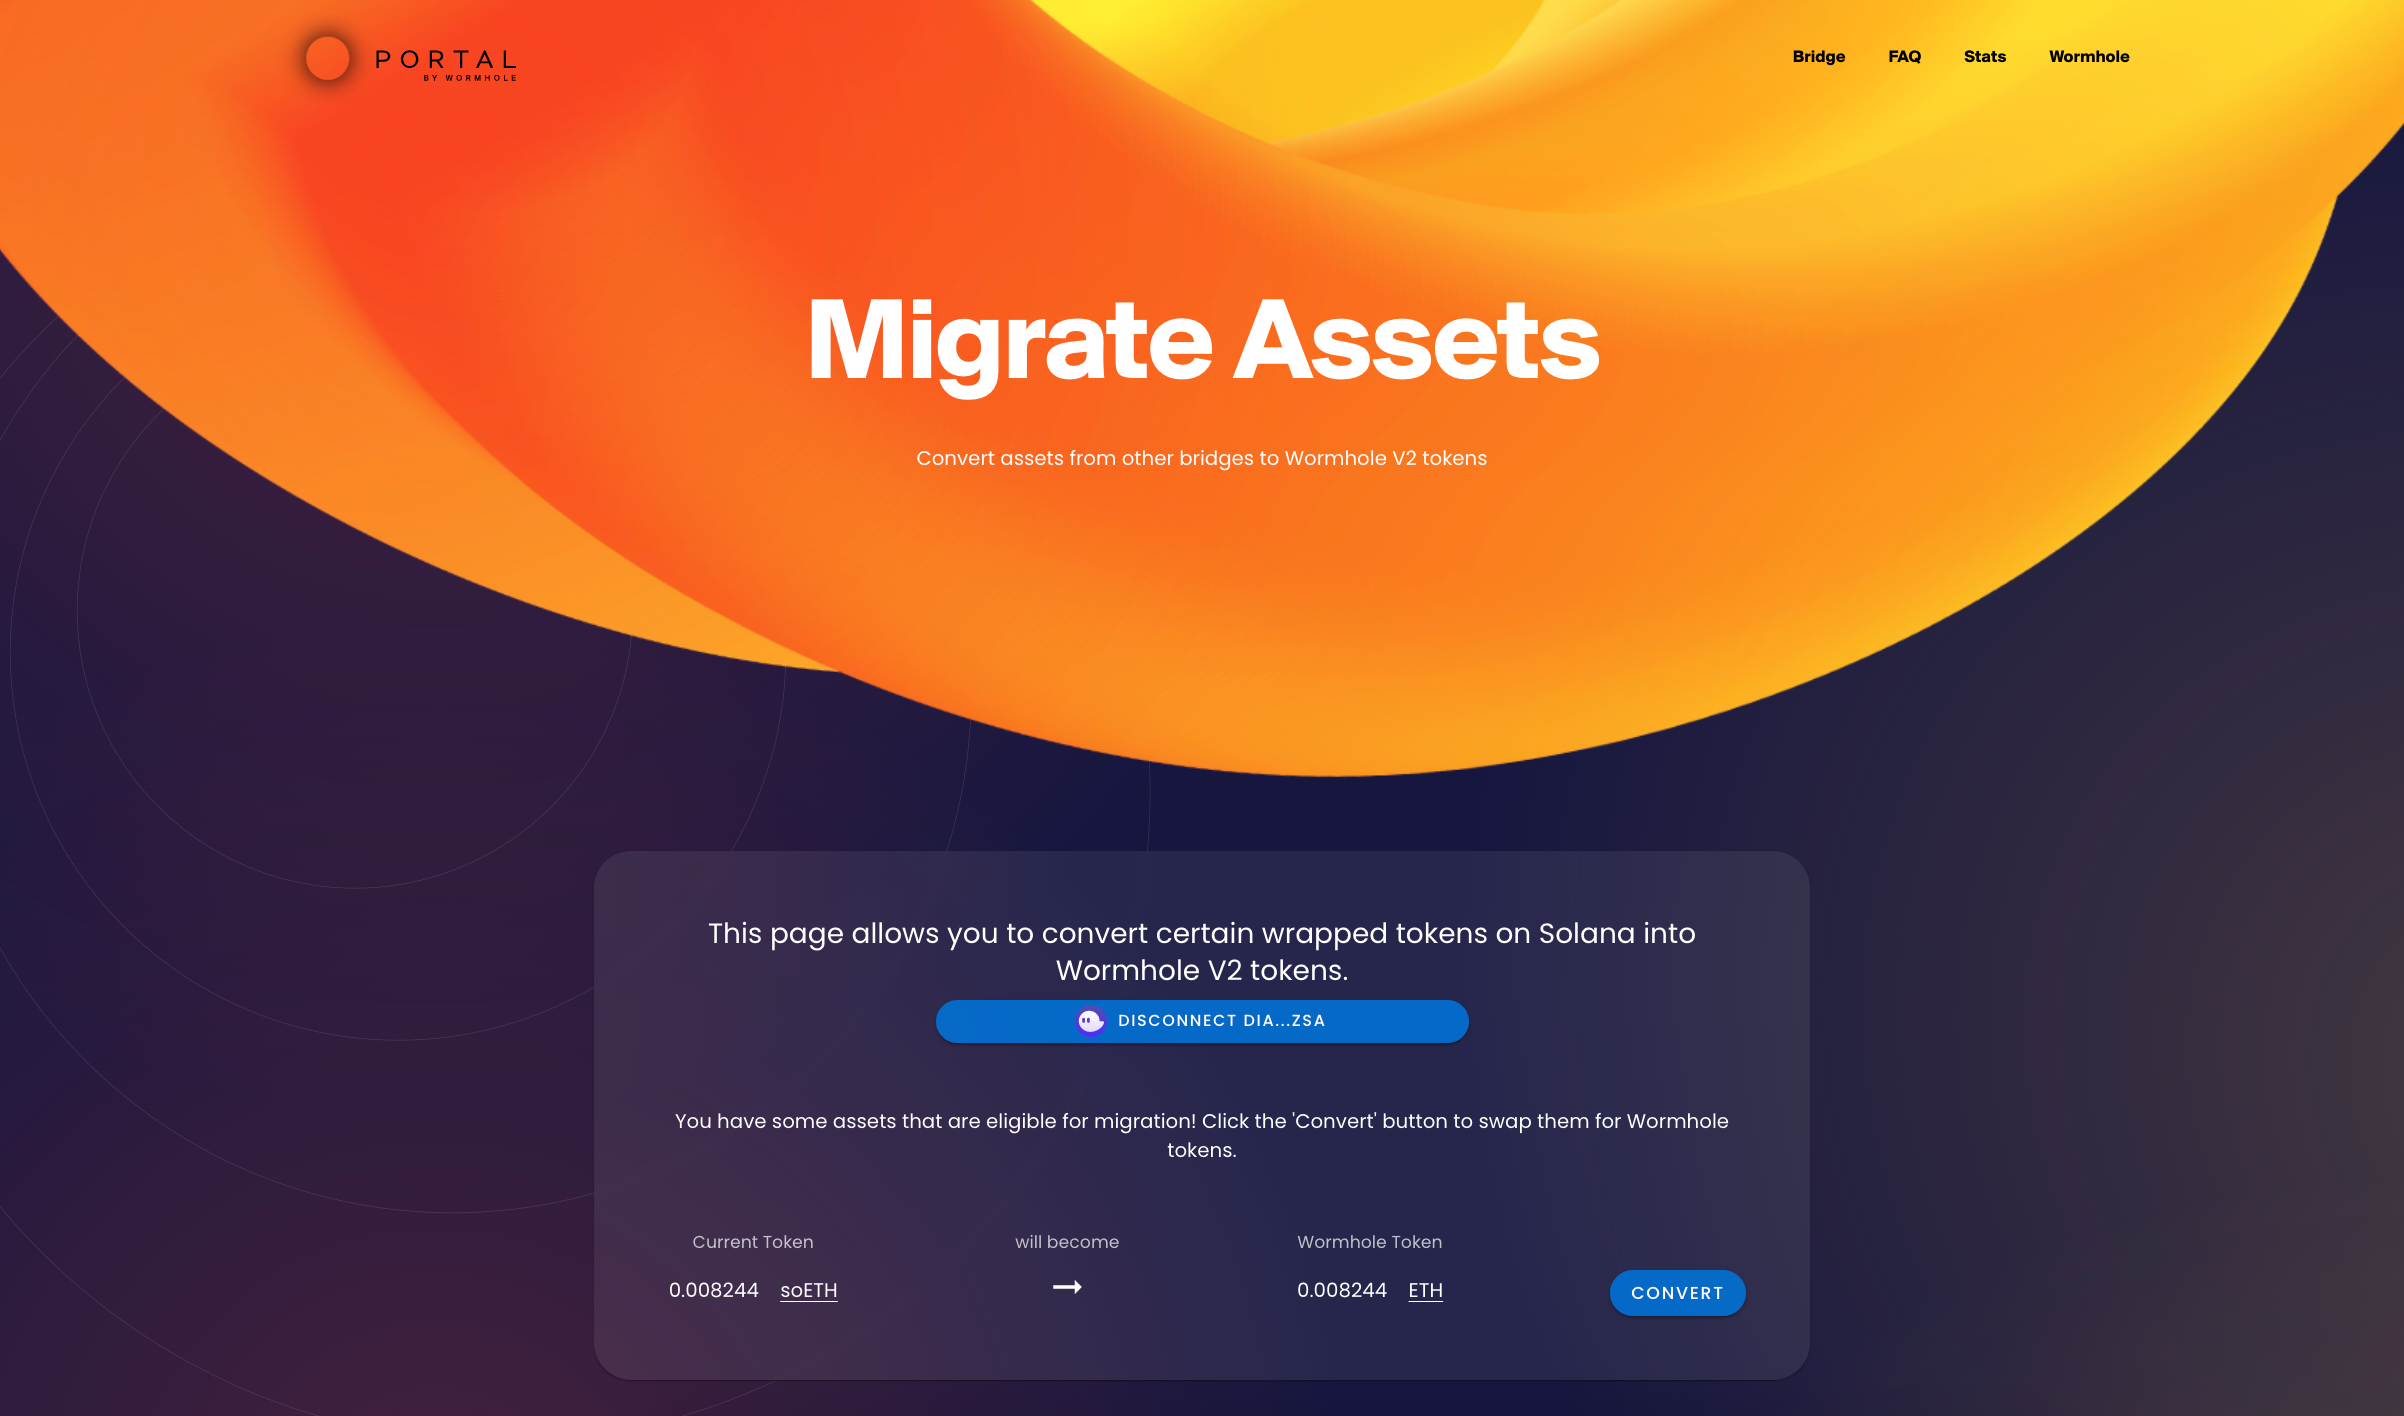 PORTAL
BY WORMHOLE
Bridge FAQ Stats Wormhole
Migrate Assets
Convert assets from other bridges to Wormhole V2 tokens
This page allows you to convert certain wrapped tokens on Solana into
Wormhole V2 tokens.
DISCONNECT DIA...ZSA
You have some assets that are eligible for migration! Click the 'Convert' button to swap them for Wormhole
tokens.
Current Token will become Wormhole Token
0.008244 soETH → 0.008244 ETH CONVERT